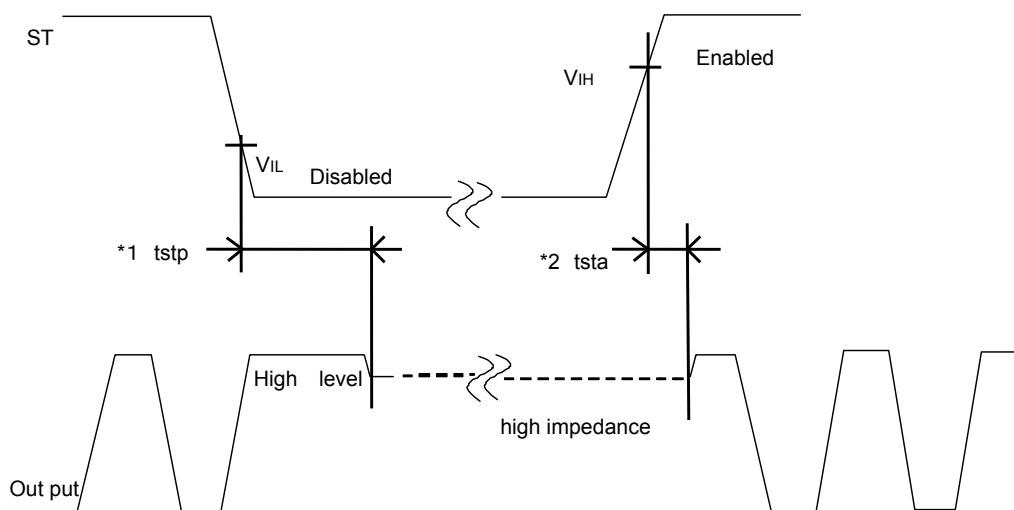 ST
Enabled
VIH
VIL
Disabled
*1 tstp
*2 tsta
High level
high impedance
Out put